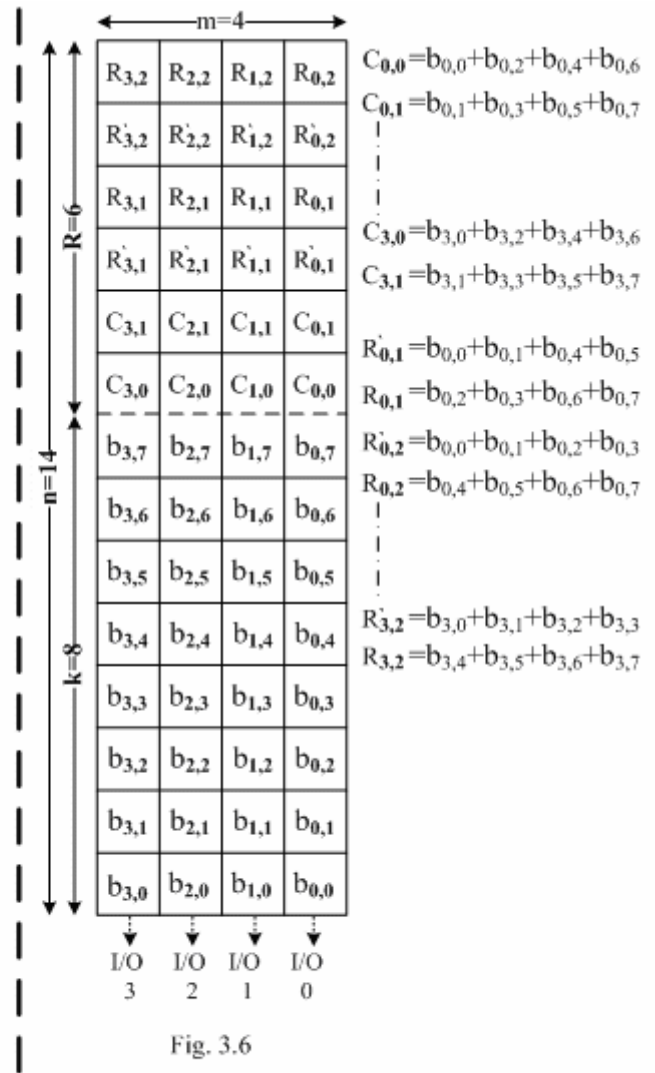 m=4
n=14
R=6
k=8
R3,2 R2,2 R1,2 R0,2
R`3,2 R`2,2 R`1,2 R`0,2
R3,1 R2,1 R1,1 R0,1
R`3,1 R`2,1 R`1,1 R`0,1
C3,1 C2,1 C1,1 C0,1
C3,0 C2,0 C1,0 C0,0
b3,7 b2,7 b1,7 b0,7
b3,6 b2,6 b1,6 b0,6
b3,5 b2,5 b1,5 b0,5
b3,4 b2,4 b1,4 b0,4
b3,3 b2,3 b1,3 b0,3
b3,2 b2,2 b1,2 b0,2
b3,1 b2,1 b1,1 b0,1
b3,0 b2,0 b1,0 b0,0
I/O I/O I/O I/O
3 2 1 0
C0,0=b0,0+b0,2+b0,4+b0,6
C0,1=b0,1+b0,3+b0,5+b0,7
C3,0=b3,0+b3,2+b3,4+b3,6
C3,1=b3,1+b3,3+b3,5+b3,7
R`0,1=b0,0+b0,1+b0,4+b0,5
R0,1=b0,2+b0,3+b0,6+b0,7
R`0,2=b0,0+b0,1+b0,2+b0,3
R0,2=b0,4+b0,5+b0,6+b0,7
R`3,2=b3,0+b3,1+b3,2+b3,3
R3,2=b3,4+b3,5+b3,6+b3,7
Fig. 3.6